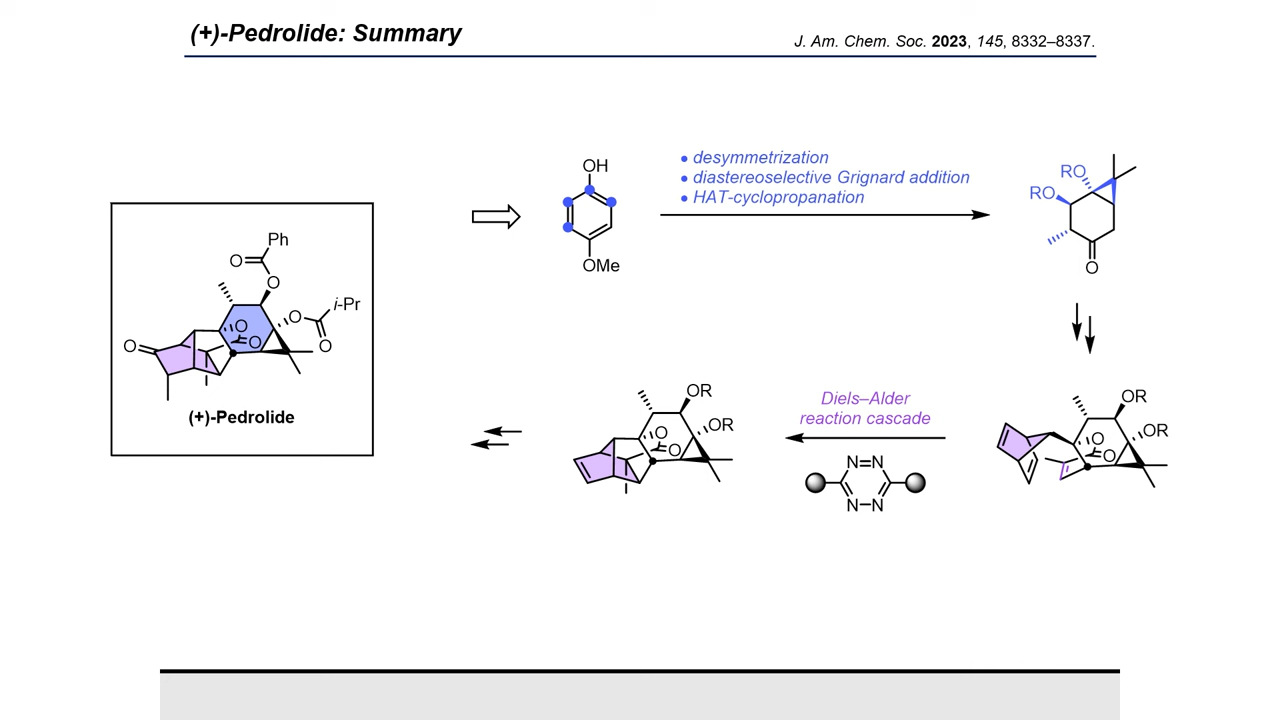 (+)-Pedrolide: Summary
J. Am. Chem. Soc. 2023, 145, 8332–8337.
OH
OMe
• desymmetrization
• diastereoselective Grignard addition
• HAT-cyclopropanation
RO
RO
O
Ph
O
O
i-Pr
O
O
O
O
O
(+)-Pedrolide
OR
OR
O
O
Diels–Alder
reaction cascade
N=N
N–N
OR
OR
O
O